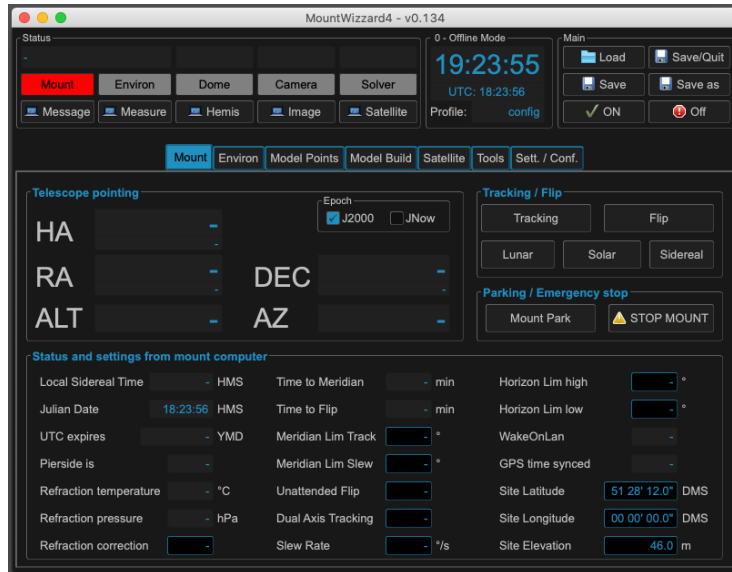 MountWizzard4 - v0.134
Status
0 - Offline Mode
Main
-
19:23:55
Load
Save/Quit
Mount
Environ
Dome
Camera
Solver
UTC: 18:23:56
Save
Save as
Message
Measure
Hemis
Image
Satellite
Profile:
config
ON
Off
Mount
Environ
Model Points
Model Build
Satellite
Tools
Sett. / Conf.
Telescope pointing
Epoch
J2000
JNow
HA
-
-
RA
-
-
DEC
-
-
ALT
-
AZ
-
Tracking / Flip
Tracking
Flip
Lunar
Solar
Sidereal
Parking / Emergency stop
Mount Park
STOP MOUNT
Status and settings from mount computer
Local Sidereal Time - HMS
Time to Meridian - min
Horizon Lim high - °
Julian Date 18:23:56 HMS
Time to Flip - min
Horizon Lim low - °
UTC expires - YMD
Meridian Lim Track - °
WakeOnLan -
Pierside is -
Meridian Lim Slew - °
GPS time synced -
Refraction temperature - °C
Unattended Flip -
Site Latitude 51 28' 12.0" DMS
Refraction pressure - hPa
Dual Axis Tracking -
Site Longitude 00 00' 00.0" DMS
Refraction correction -
Slew Rate - °/s
Site Elevation 46.0 m